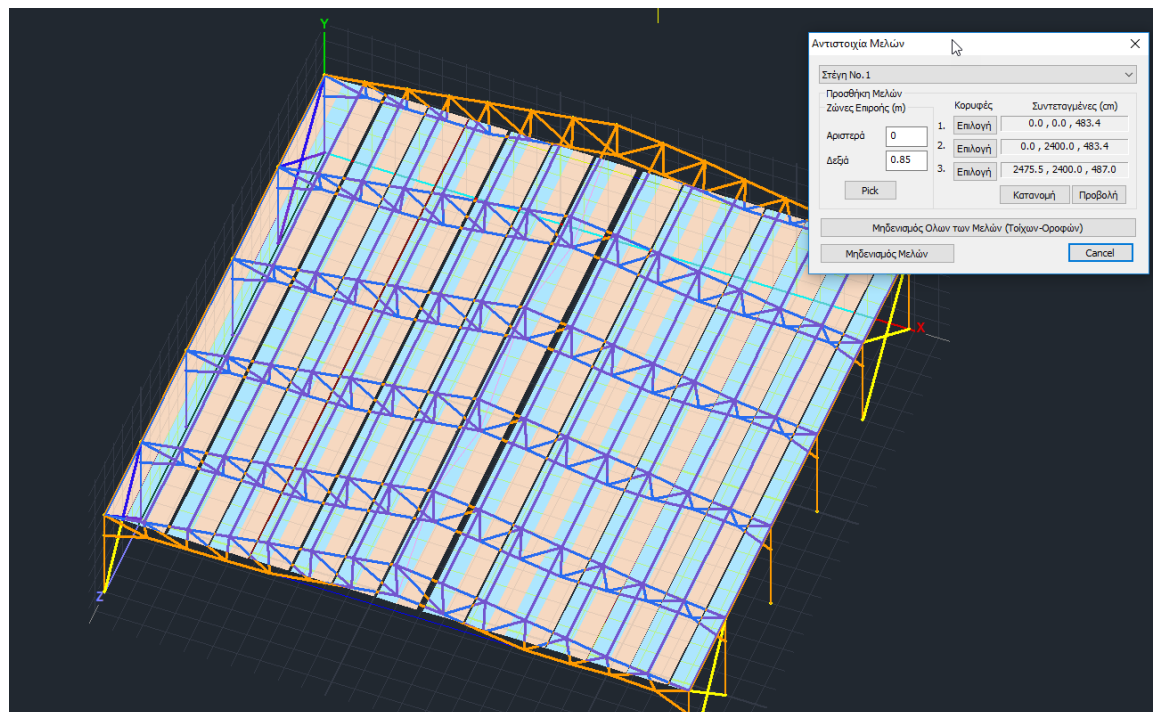 Y
X
Z
Αντιστοιχία Μελών
Στέγη Νο. 1
Προσθήκη Μελών
Ζώνες Επιροής (m)
Κορυφές
Συντεταγμένες (cm)
Αριστερά
0
Δεξιά
0.85
Pick
1. Επιλογή 0.0 , 0.0 , 483.4
2. Επιλογή 0.0 , 2400.0 , 483.4
3. Επιλογή 2475.5 , 2400.0 , 487.0
Κατανομή
Προβολή
Μηδενισμός Ολων των Μελών (Τοίχων-Οροφών)
Μηδενισμός Μελών
Cancel